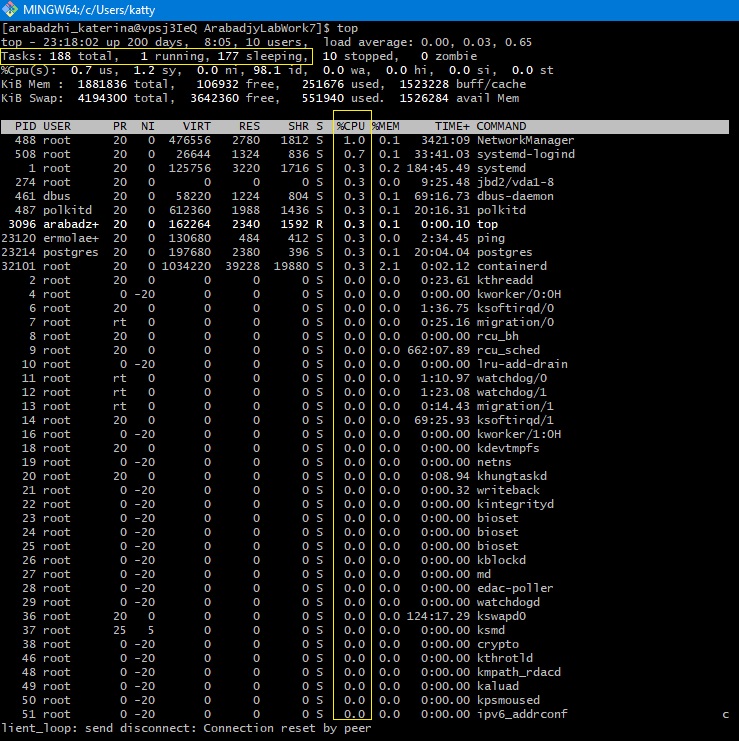 MINGW64:/c/Users/katty
[arabadzhi_katerina@vpsj3IeQ ArabadjyLabWork7]$ top
top - 23:18:02 up 200 days,  8:05, 10 users,  load average: 0.00, 0.03, 0.65
Tasks: 188 total,   1 running, 177 sleeping,  10 stopped,   0 zombie
%Cpu(s):  0.7 us,  1.2 sy,  0.0 ni, 98.1 id,  0.0 wa,  0.0 hi,  0.0 si,  0.0 st
KiB Mem :  1881836 total,   106932 free,   251676 used,  1523228 buff/cache
KiB Swap:  4194300 total,  3642360 free,   551940 used.  1526284 avail Mem
PID USER PR NI VIRT RES SHR S %CPU %MEM TIME+ COMMAND
488 root 20 0 476556 2780 1812 S 1.0 0.1 3421:09 NetworkManager
508 root 20 0 26644 1324 836 S 0.7 0.1 33:41.03 systemd-logind
1 root 20 0 125756 3220 1716 S 0.3 0.2 184:45.49 systemd
274 root 20 0 0 0 0 S 0.3 0.0 9:25.48 jbd2/vda1-8
461 dbus 20 0 58220 1224 804 S 0.3 0.1 69:16.73 dbus-daemon
487 polkitd 20 0 612360 1988 1436 S 0.3 0.1 20:16.31 polkitd
3096 arabadz+ 20 0 162264 2340 1592 R 0.3 0.1 0:00.10 top
23120 ermolae+ 20 0 130680 484 412 S 0.3 0.0 2:34.45 ping
23214 postgres 20 0 197680 2380 396 S 0.3 0.1 20:04.04 postgres
32101 root 20 0 1034220 39228 19880 S 0.3 2.1 0:02.12 containerd
2 root 20 0 0 0 0 S 0.0 0.0 0:23.61 kthreadd
4 root 0 -20 0 0 0 S 0.0 0.0 0:00.00 kworker/0:0H
6 root 20 0 0 0 0 S 0.0 0.0 1:36.75 ksoftirqd/0
7 root rt 0 0 0 0 S 0.0 0.0 0:25.16 migration/0
8 root 20 0 0 0 0 S 0.0 0.0 0:00.00 rcu_bh
9 root 20 0 0 0 0 S 0.0 0.0 662:07.89 rcu_sched
10 root 0 -20 0 0 0 S 0.0 0.0 0:00.00 lru-add-drain
11 root rt 0 0 0 0 S 0.0 0.0 1:10.97 watchdog/0
12 root rt 0 0 0 0 S 0.0 0.0 1:23.08 watchdog/1
13 root rt 0 0 0 0 S 0.0 0.0 0:14.43 migration/1
14 root 20 0 0 0 0 S 0.0 0.0 69:25.93 ksoftirqd/1
16 root 0 -20 0 0 0 S 0.0 0.0 0:00.00 kworker/1:0H
18 root 20 0 0 0 0 S 0.0 0.0 0:00.00 kdevtmpfs
19 root 0 -20 0 0 0 S 0.0 0.0 0:00.00 netns
20 root 20 0 0 0 0 S 0.0 0.0 0:08.94 khungtaskd
21 root 0 -20 0 0 0 S 0.0 0.0 0:00.32 writeback
22 root 0 -20 0 0 0 S 0.0 0.0 0:00.00 kintegrityd
23 root 0 -20 0 0 0 S 0.0 0.0 0:00.00 bioset
24 root 0 -20 0 0 0 S 0.0 0.0 0:00.00 bioset
25 root 0 -20 0 0 0 S 0.0 0.0 0:00.00 bioset
26 root 0 -20 0 0 0 S 0.0 0.0 0:00.00 kblockd
27 root 0 -20 0 0 0 S 0.0 0.0 0:00.00 md
28 root 0 -20 0 0 0 S 0.0 0.0 0:00.00 edac-poller
29 root 0 -20 0 0 0 S 0.0 0.0 0:00.00 watchdogd
36 root 20 0 0 0 0 S 0.0 0.0 124:17.29 kswapd0
37 root 25 5 0 0 0 S 0.0 0.0 0:00.00 ksmd
38 root 0 -20 0 0 0 S 0.0 0.0 0:00.00 crypto
46 root 0 -20 0 0 0 S 0.0 0.0 0:00.00 kthrotld
48 root 0 -20 0 0 0 S 0.0 0.0 0:00.00 kmpath_rdacd
49 root 0 -20 0 0 0 S 0.0 0.0 0:00.00 kaluad
50 root 0 -20 0 0 0 S 0.0 0.0 0:00.00 kpsmoused
51 root 0 -20 0 0 0 S 0.0 0.0 0:00.00 ipv6_addrconf c
lient_loop: send disconnect: Connection reset by peer